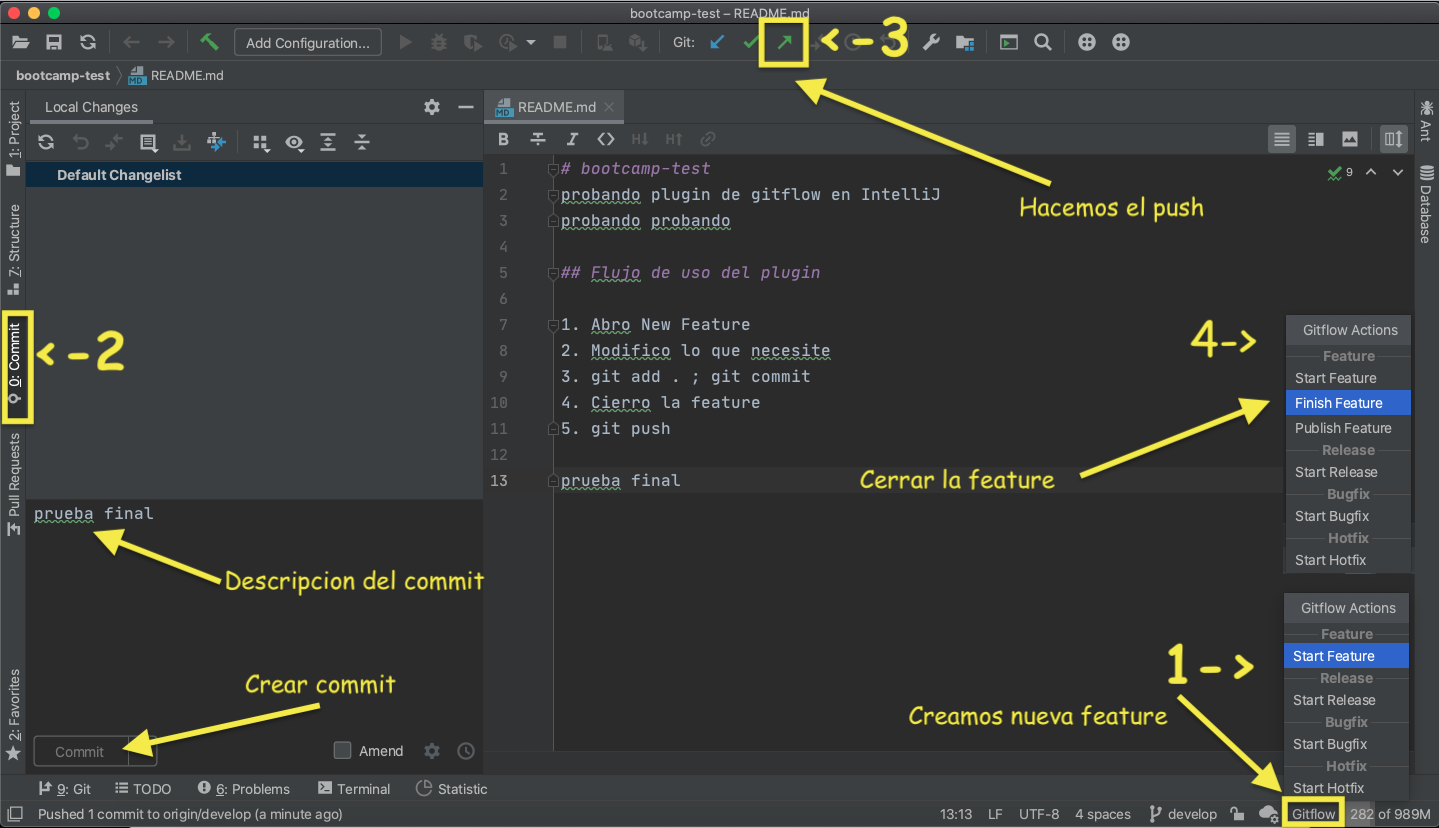 bootcamp-test – README.md
Add Configuration...
Git:
< -3
bootcamp-test
README.md
Local Changes
README.md
1: Project
Ant
Default Changelist
9
1 # bootcamp-test
2 probando plugin de gitflow en IntelliJ
3 probando probando
4
5 ## Flujo de uso del plugin
6
7 1. Abro New Feature
8 2. Modifico lo que necesite
9 3. git add . ; git commit
10 4. Cierro la feature
11 5. git push
12
13 prueba final
Hacemos el push
Database
7: Structure
0: Commit
< -2
4->
Gitflow Actions
Feature
Start Feature
Finish Feature
Publish Feature
Release
Start Release
Bugfix
Start Bugfix
Hotfix
Start Hotfix
Cerrar la feature
Pull Requests
prueba final
Descripcion del commit
Crear commit
1->
Creamos nueva feature
Gitflow Actions
Feature
Start Feature
Release
Start Release
Bugfix
Start Bugfix
Hotfix
Start Hotfix
2: Favorites
Commit
Amend
9: Git
TODO
6: Problems
Terminal
Statistic
Pushed 1 commit to origin/develop (a minute ago)
13:13 LF UTF-8 4 spaces develop Gitflow 282 of 989M